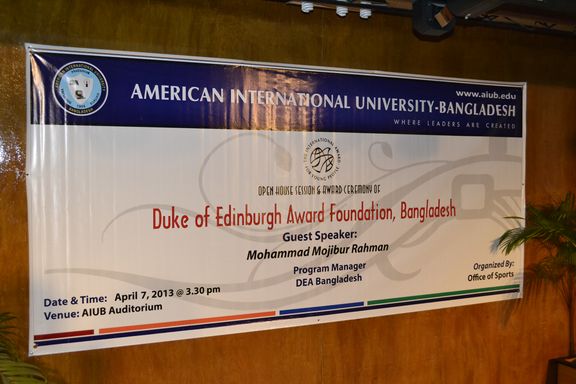 www.aiub.edu
AMERICAN INTERNATIONAL UNIVERSITY-BANGLADESH
WHERE LEADERS ARE CREATED
OPEN HOUSE SESSION & AWARD CEREMONY OF
Duke of Edinburgh Award Foundation, Bangladesh
Guest Speaker:
Mohammad Mojibur Rahman
Program Manager
DEA Bangladesh
Organized By:
Office of Sports
Date & Time: April 7, 2013 @ 3.30 pm
Venue: AIUB Auditorium